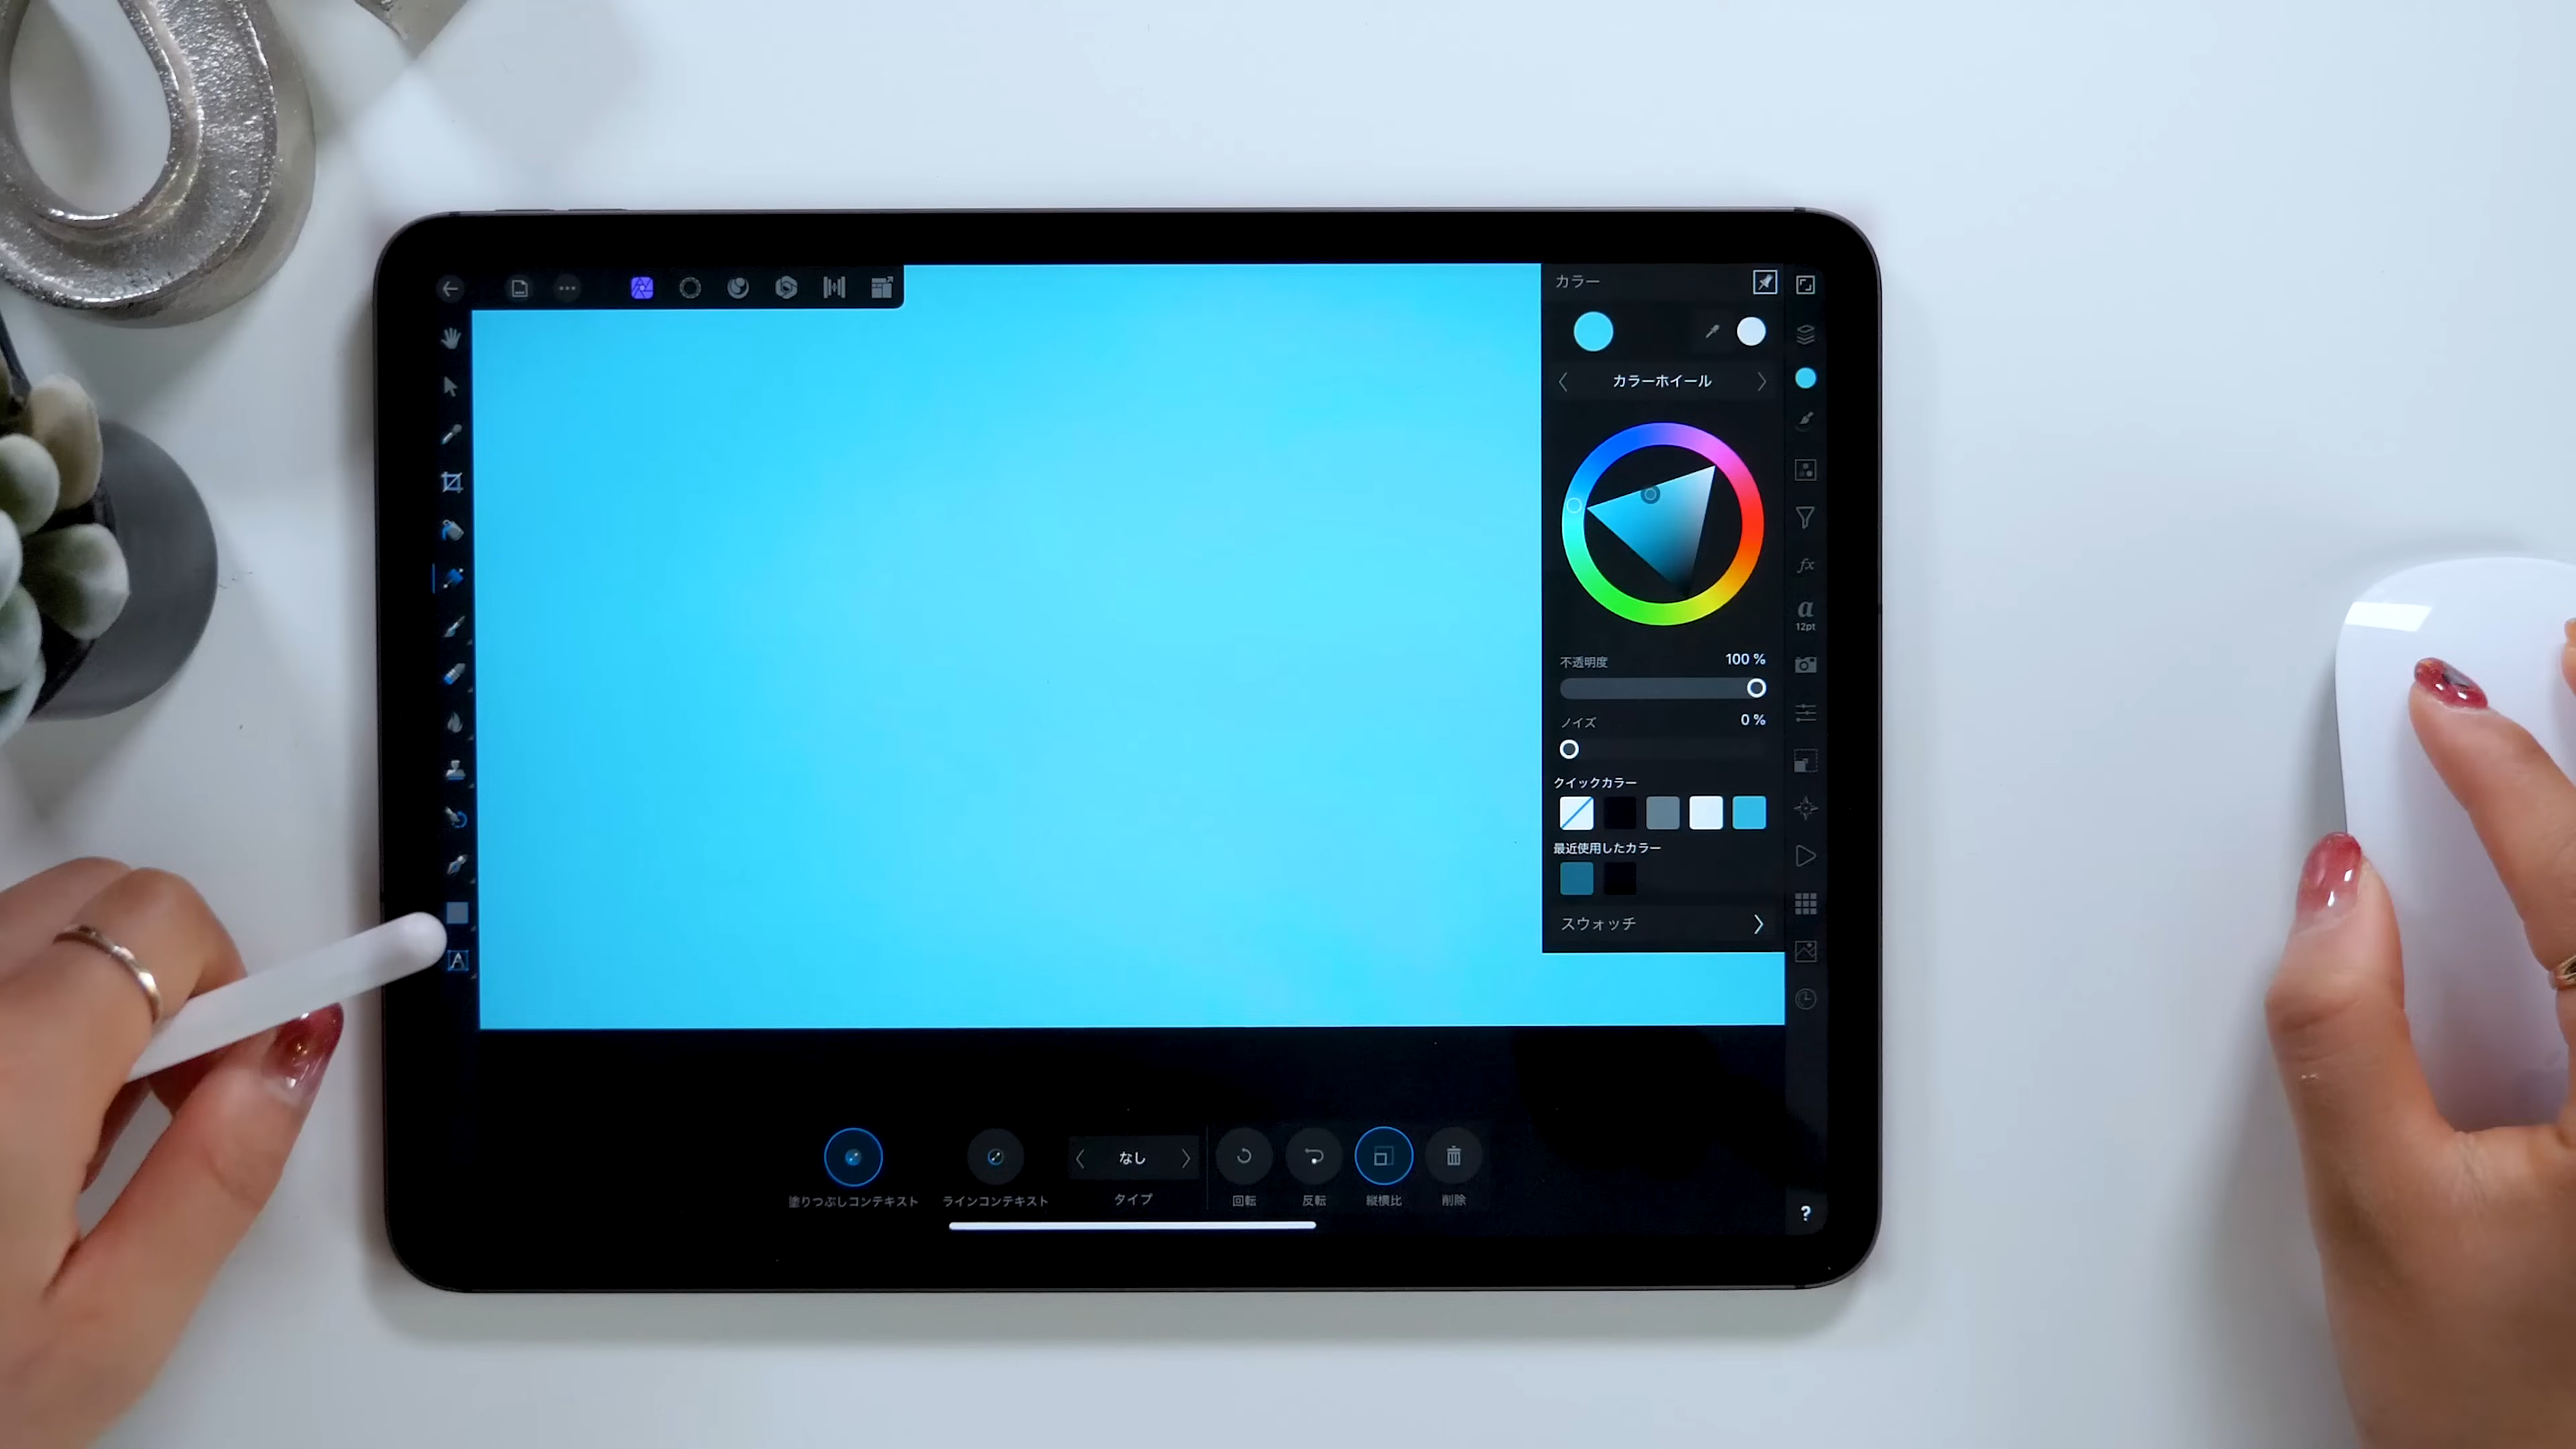 カラー
カラーホイール
fx
a
12pt
不透明度 100 %
ノイズ 0 %
クイックカラー
最近使用したカラー
スウォッチ
A
なし
塗りつぶしコンテキスト ラインコンテキスト タイプ 回転 反転 縦横比 削除
?